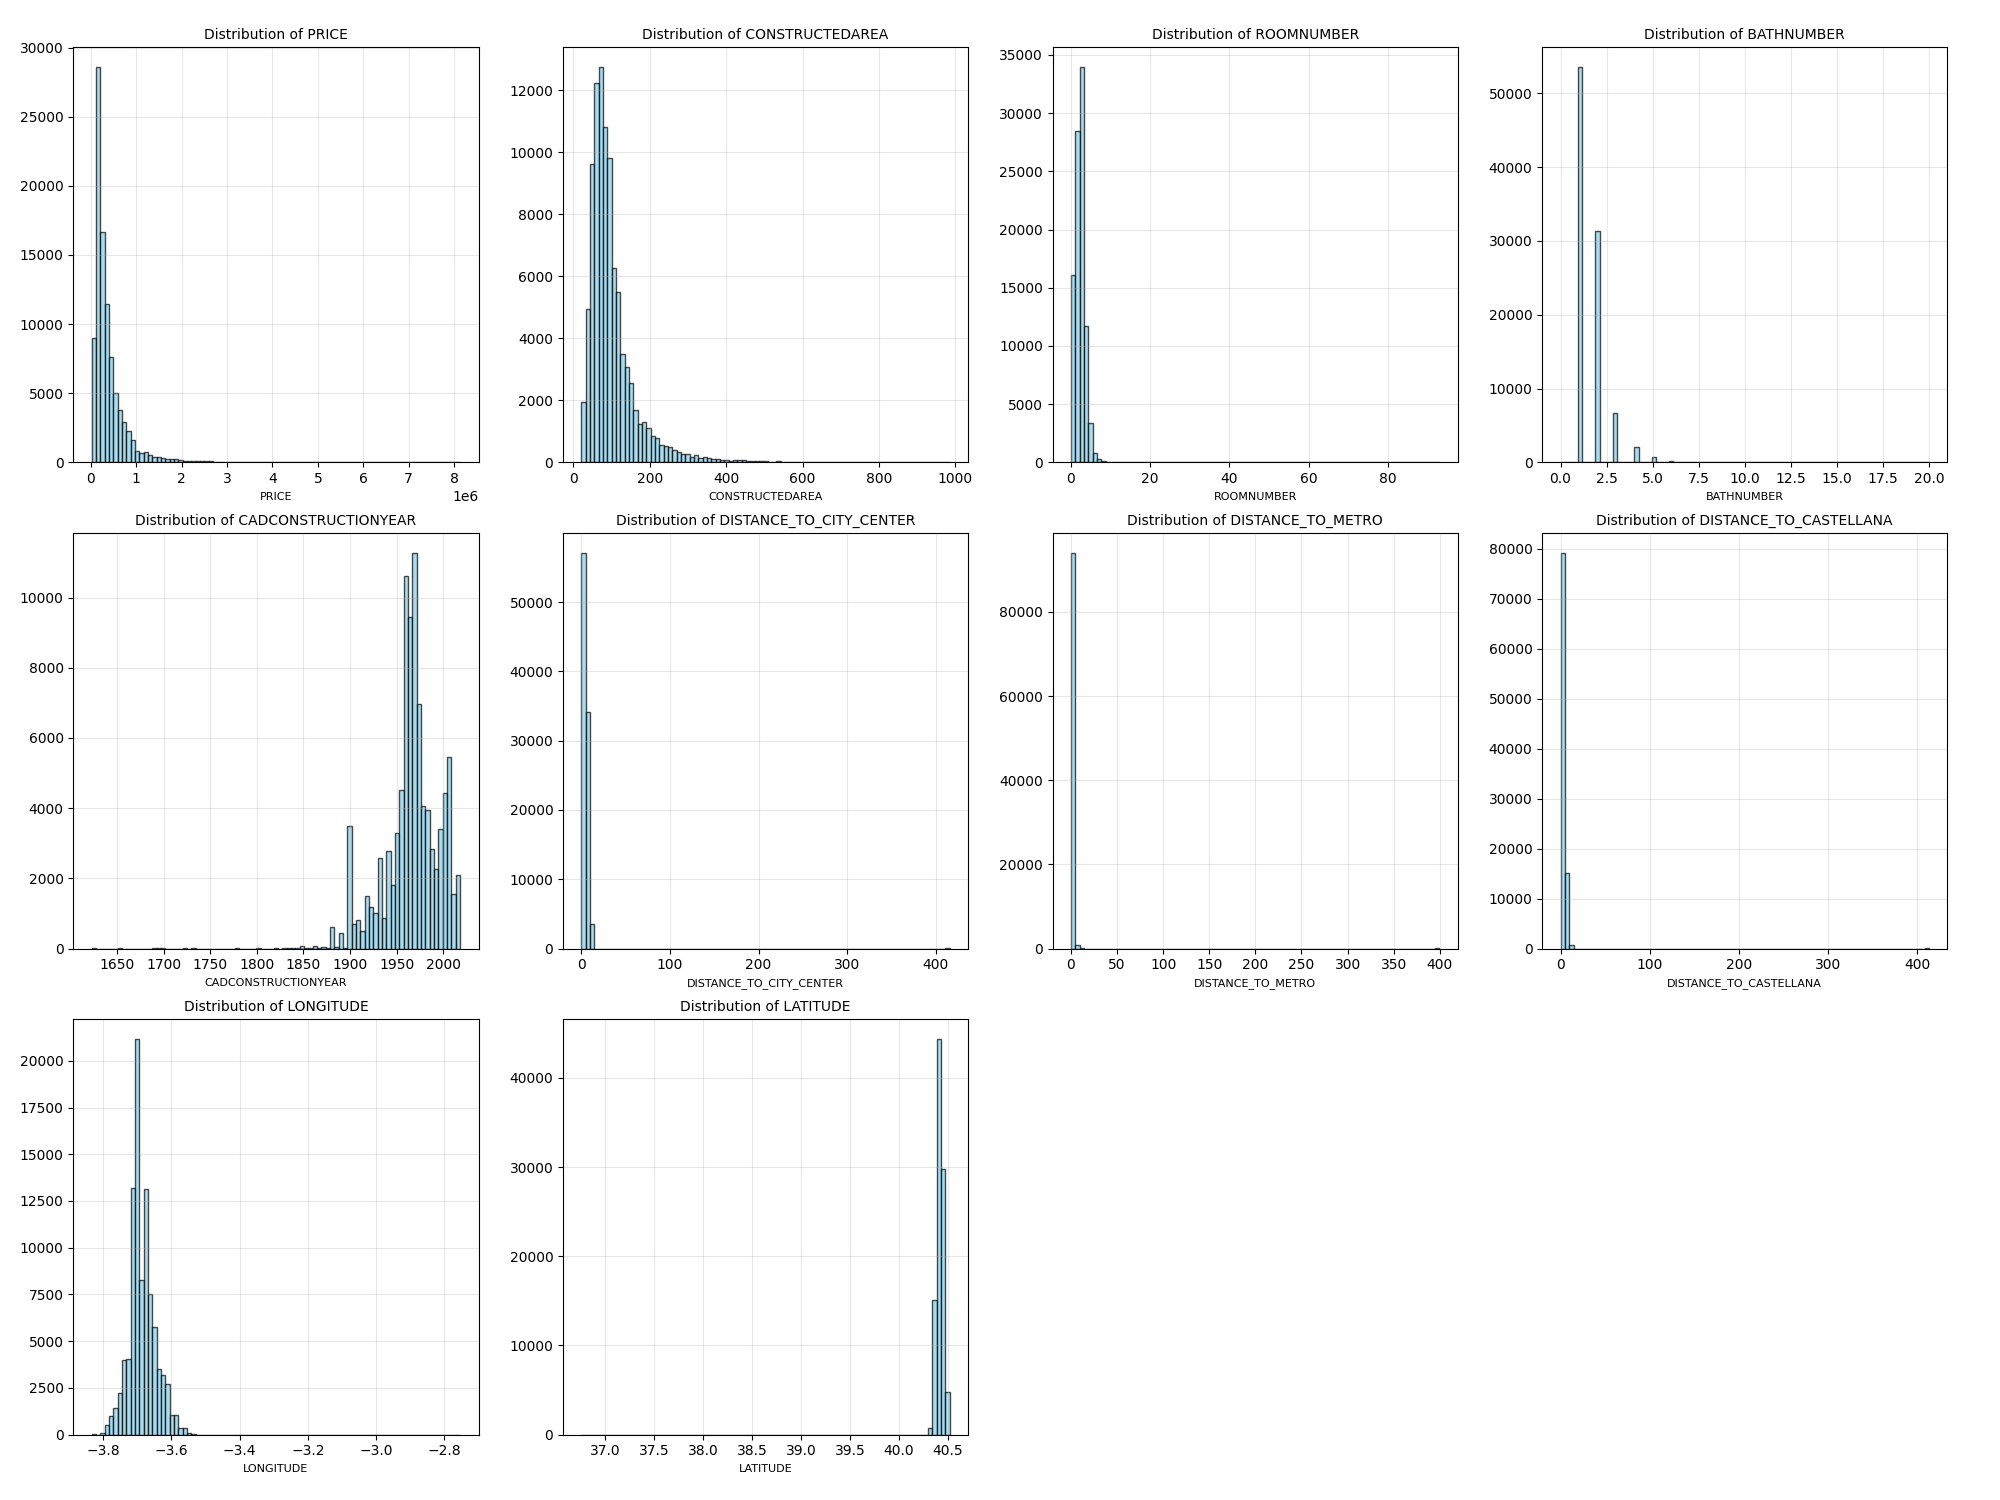 Distribution of PRICE
30000
25000
20000
15000
10000
5000
0
0 1 2 3 4 5 6 7 8
1e6
PRICE
Distribution of CONSTRUCTEDAREA
12000
10000
8000
6000
4000
2000
0
0 200 400 600 800 1000
CONSTRUCTEDAREA
Distribution of ROOMNUMBER
35000
30000
25000
20000
15000
10000
5000
0
0 20 40 60 80
ROOMNUMBER
Distribution of BATHNUMBER
50000
40000
30000
20000
10000
0
0.0 2.5 5.0 7.5 10.0 12.5 15.0 17.5 20.0
BATHNUMBER
Distribution of CADCONSTRUCTIONYEAR
10000
8000
6000
4000
2000
0
1650 1700 1750 1800 1850 1900 1950 2000
CADCONSTRUCTIONYEAR
Distribution of DISTANCE_TO_CITY_CENTER
50000
40000
30000
20000
10000
0
0 100 200 300 400
DISTANCE_TO_CITY_CENTER
Distribution of DISTANCE_TO_METRO
80000
60000
40000
20000
0
0 50 100 150 200 250 300 350 400
DISTANCE_TO_METRO
Distribution of DISTANCE_TO_CASTELLANA
80000
70000
60000
50000
40000
30000
20000
10000
0
0 100 200 300 400
DISTANCE_TO_CASTELLANA
Distribution of LONGITUDE
20000
17500
15000
12500
10000
7500
5000
2500
0
−3.8 −3.6 −3.4 −3.2 −3.0 −2.8
LONGITUDE
Distribution of LATITUDE
40000
30000
20000
10000
0
37.0 37.5 38.0 38.5 39.0 39.5 40.0 40.5
LATITUDE